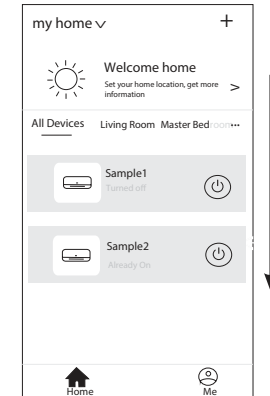 my home
Welcome home
Set your home location, get more
information
All Devices Living Room Master Bedroom
Sample1
Turned off
Sample2
Already On
Home
Me